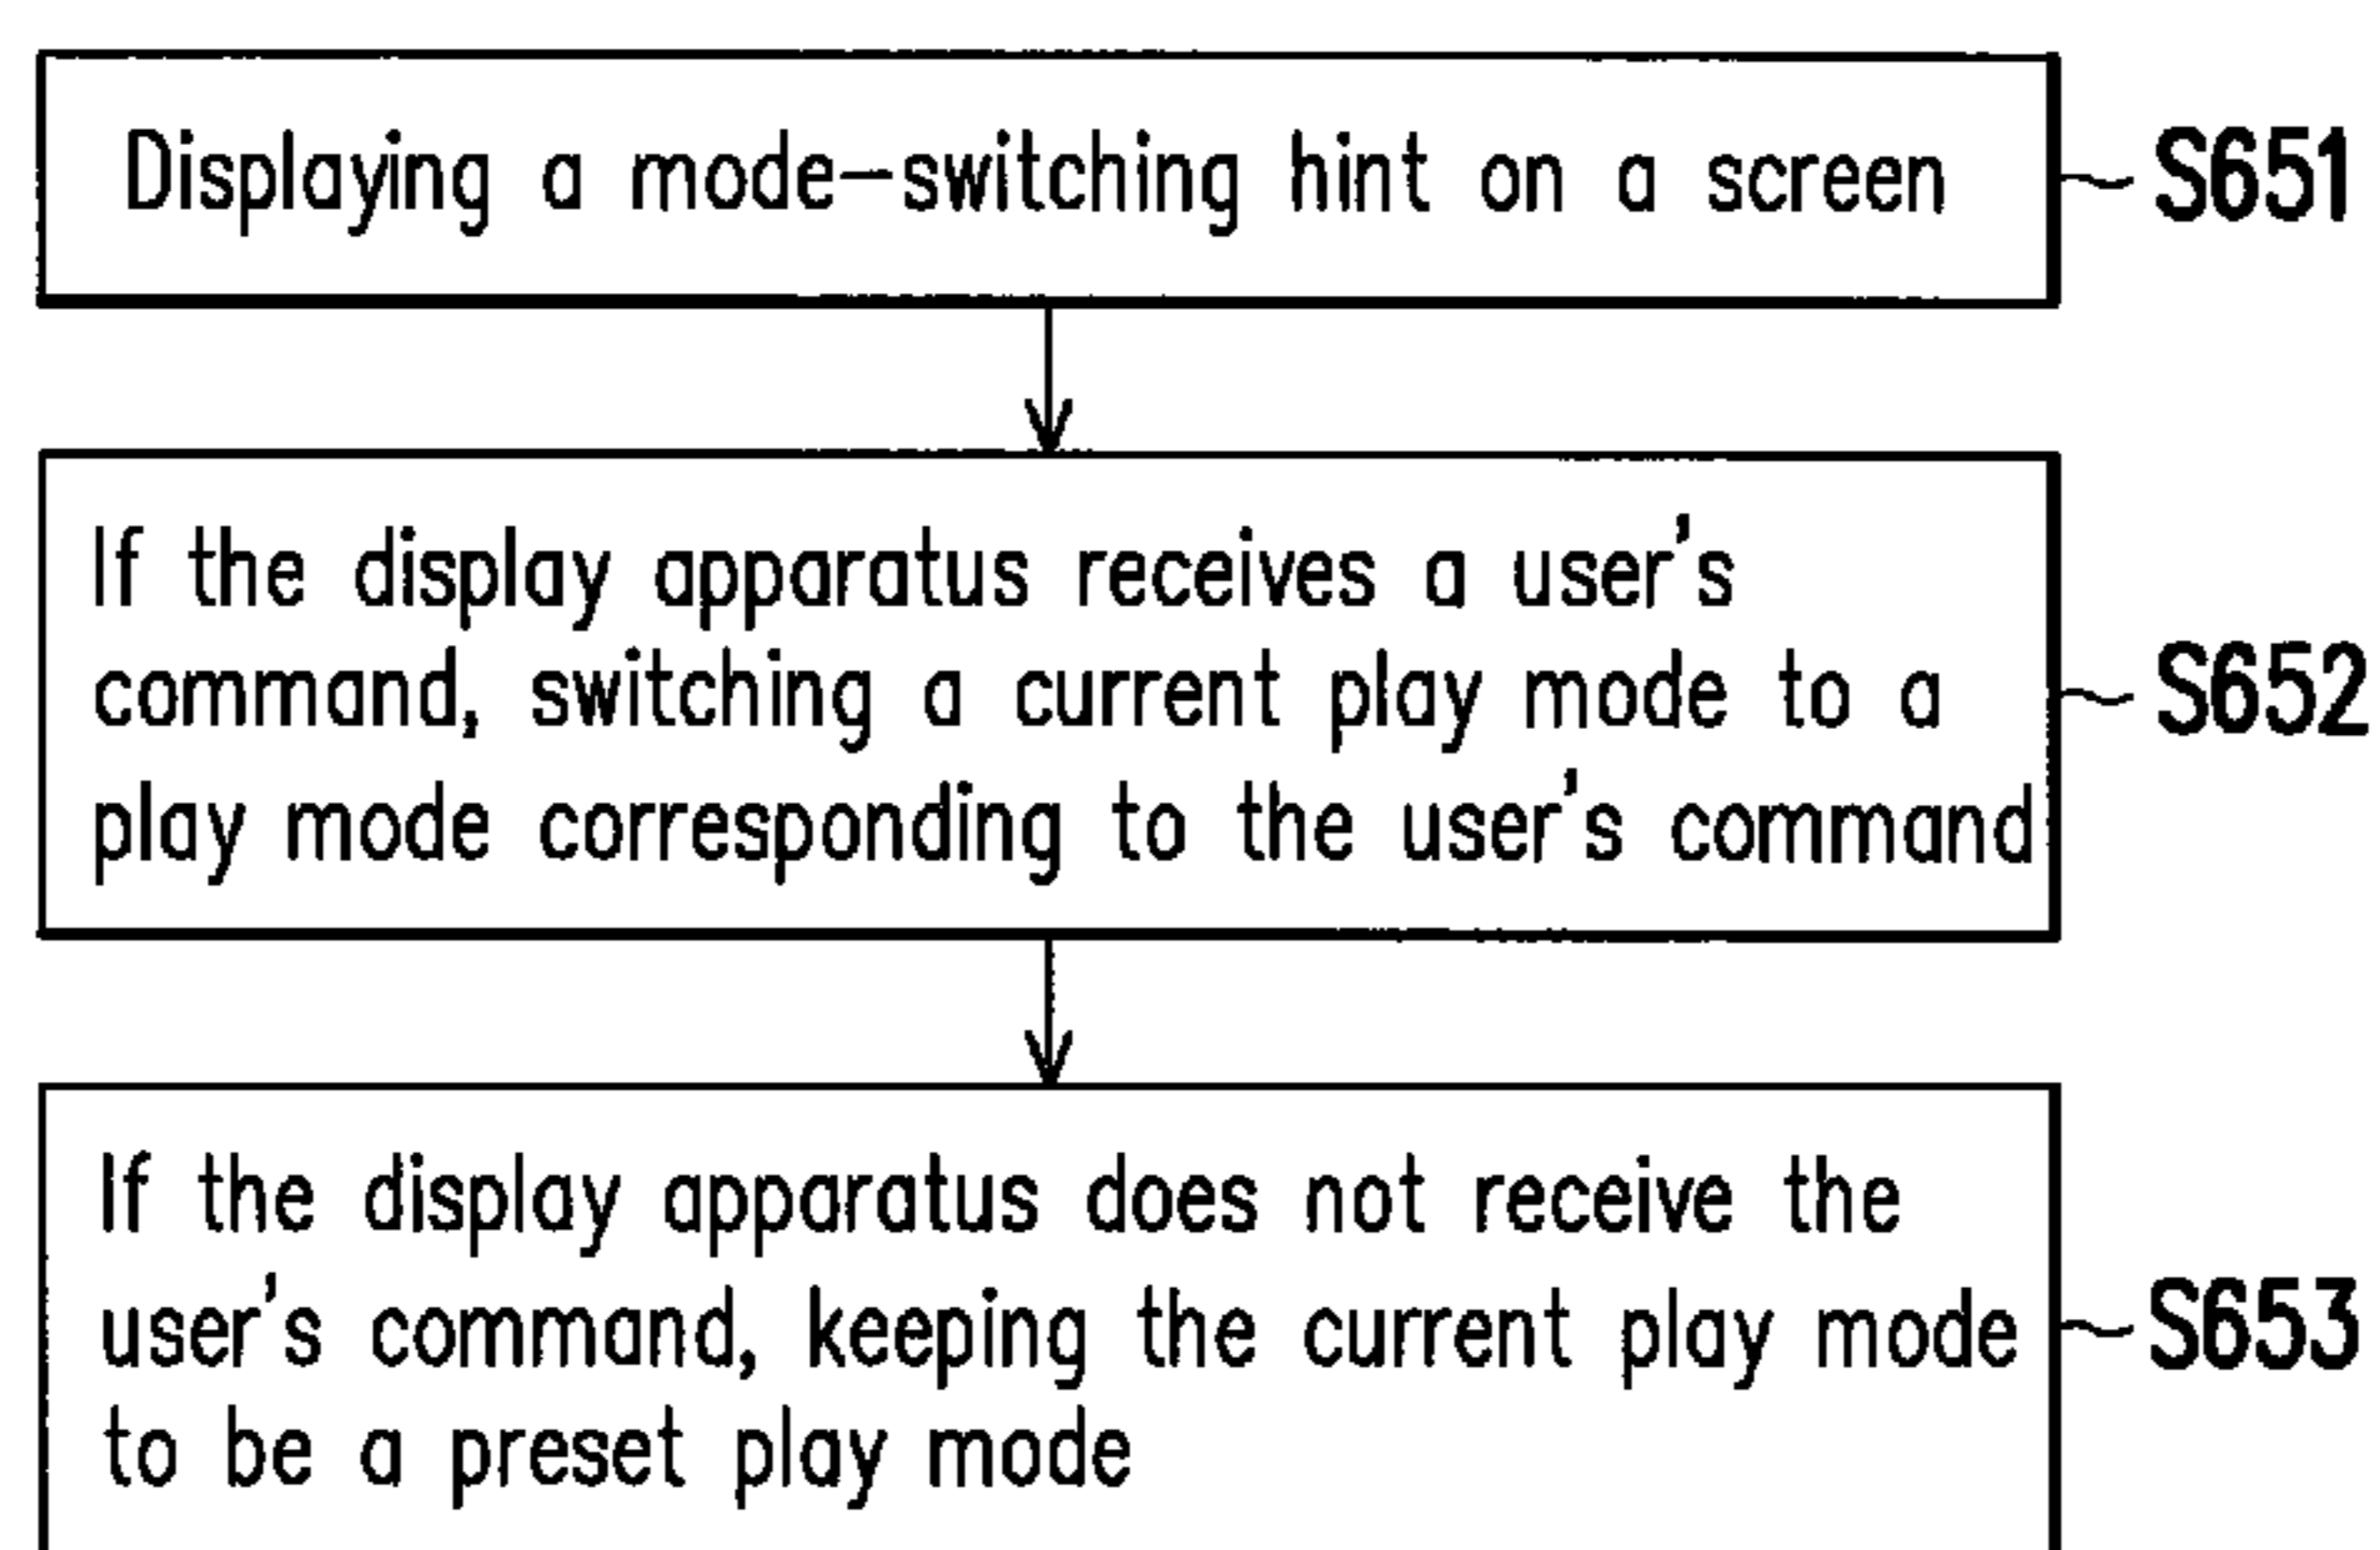 Displaying a mode-switching hint on a screen
S651
If the display apparatus receives a user's
command, switching a current play mode to a
play mode corresponding to the user's command
S652
If the display apparatus does not receive the
user's command, keeping the current play mode
to be a preset play mode
S653